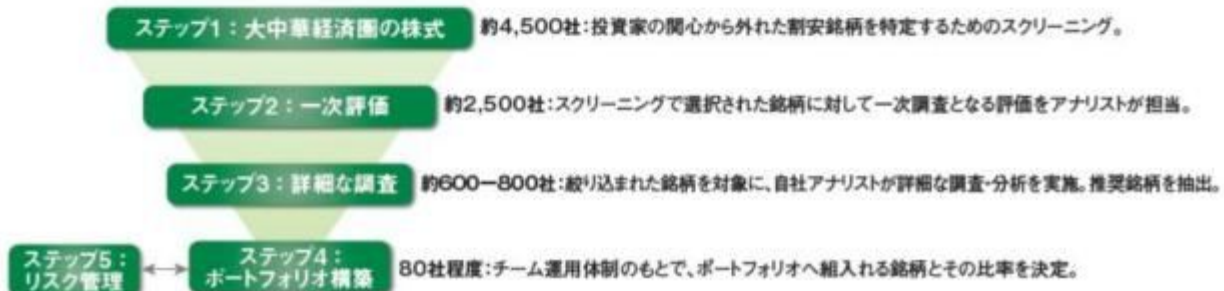 ステップ1：大中華経済圏の株式 約4,500社：投資家の関心から外れた割安銘柄を特定するためのスクリーニング。
ステップ2：一次評価 約2,500社：スクリーニングで選択された銘柄に対して一次調査となる評価をアナリストが担当。
ステップ3：詳細な調査 約600ー800社：絞り込まれた銘柄を対象に、自社アナリストが詳細な調査・分析を実施。推奨銘柄を抽出。
ステップ5：
リスク管理
ステップ4：
ポートフォリオ構築
80社程度：チーム運用体制のもとで、ポートフォリオへ組入れる銘柄とその比率を決定。